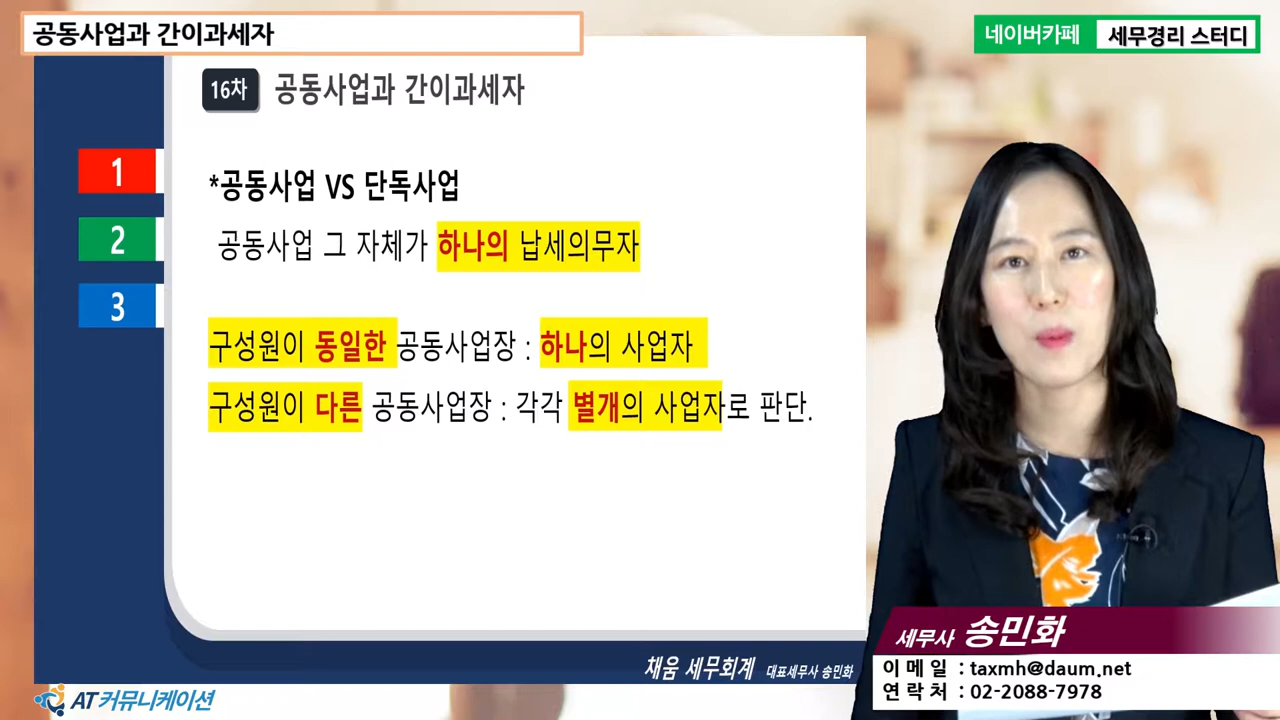 공동사업과 간이과세자
네이버카페 세무경리 스터디
16차 공동사업과 간이과세자
1
2
3
*공동사업 VS 단독사업
공동사업 그 자체가 하나의 납세의무자
구성원이 동일한 공동사업장 : 하나의 사업자
구성원이 다른 공동사업장 : 각각 별개의 사업자로 판단.
세무사 송민화
이 메 일 : taxmh@daum.net
연 락 처 : 02-2088-7978
채움 세무회계 대표세무사 송민화
AT커뮤니케이션